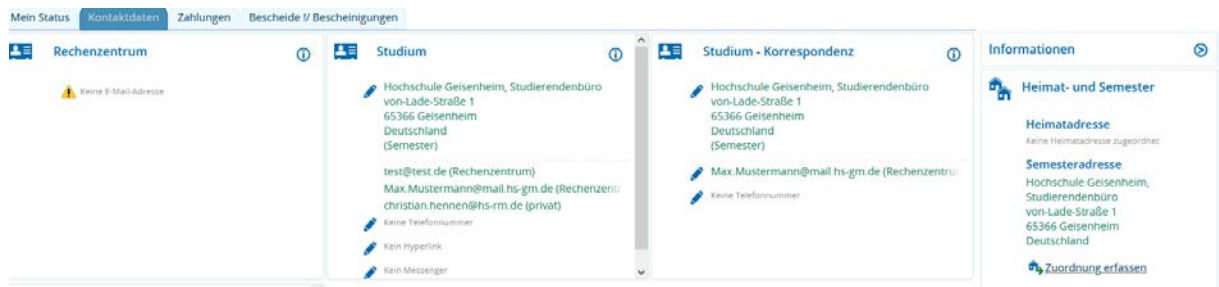 Mein Status Kontaktdaten Zahlungen Bescheide !/ Bescheinigungen
Rechenzentrum
Keine E-Mail-Adresse
Studium
Hochschule Geisenheim, Studierendenbüro
von-Lade-Straße 1
65366 Geisenheim
Deutschland
(Semester)
test@test.de (Rechenzentrum)
Max.Mustermann@mail.hs-gm.de (Rechenzent
christian.hennen@hs-rm.de (privat)
Keine Telefonnummer
Kein Hyperlink
Kein Messenger
Studium - Korrespondenz
Hochschule Geisenheim, Studierendenbüro
von-Lade-Straße 1
65366 Geisenheim
Deutschland
(Semester)
Max.Mustermann@mail.hs-gm.de (Rechenzentru
Keine Telefonnummer
Informationen
Heimat- und Semester
Heimatadresse
Keine Heimatadresse zugeordnet
Semesteradresse
Hochschule Geisenheim,
Studierendenbüro
von-Lade-Straße 1
65366 Geisenheim
Deutschland
Zuordnung erfassen